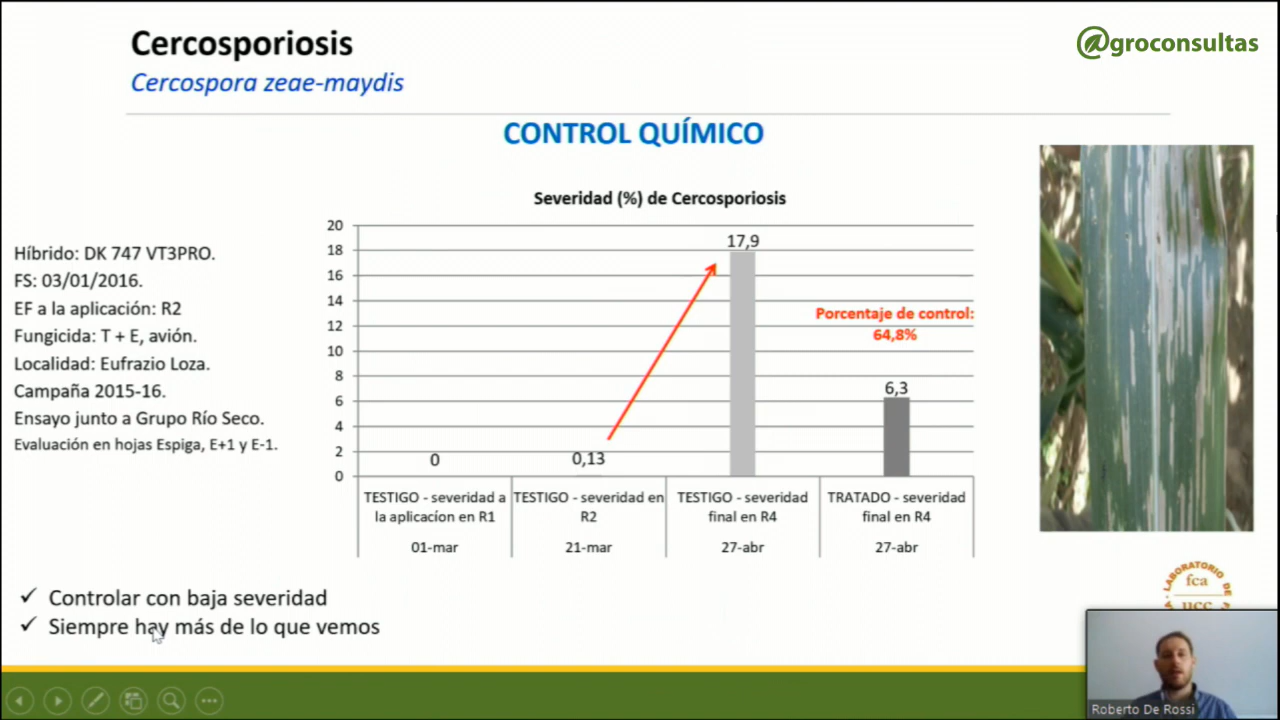 Cercosporiosis
Cercospora zeae-maydis
@groconsultas
CONTROL QUÍMICO
Severidad (%) de Cercosporiosis
Híbrido: DK 747 VT3PRO.
FS: 03/01/2016.
EF a la aplicación: R2
Fungicida: T + E, avión.
Localidad: Eufrazio Loza.
Campaña 2015-16.
Ensayo junto a Grupo Río Seco.
Evaluación en hojas Espiga, E+1 y E-1.
20
18
16
14
12
10
8
6
4
2
0
0
0,13
17,9
6,3
Porcentaje de control:
64,8%
TESTIGO - severidad a
la aplicacíon en R1
01-mar
TESTIGO - severidad en
R2
21-mar
TESTIGO - severidad
final en R4
27-abr
TRATADO - severidad
final en R4
27-abr
Controlar con baja severidad
Siempre hay más de lo que vemos
LABORATORIO DE
fca
ucc
Roberto De Rossi